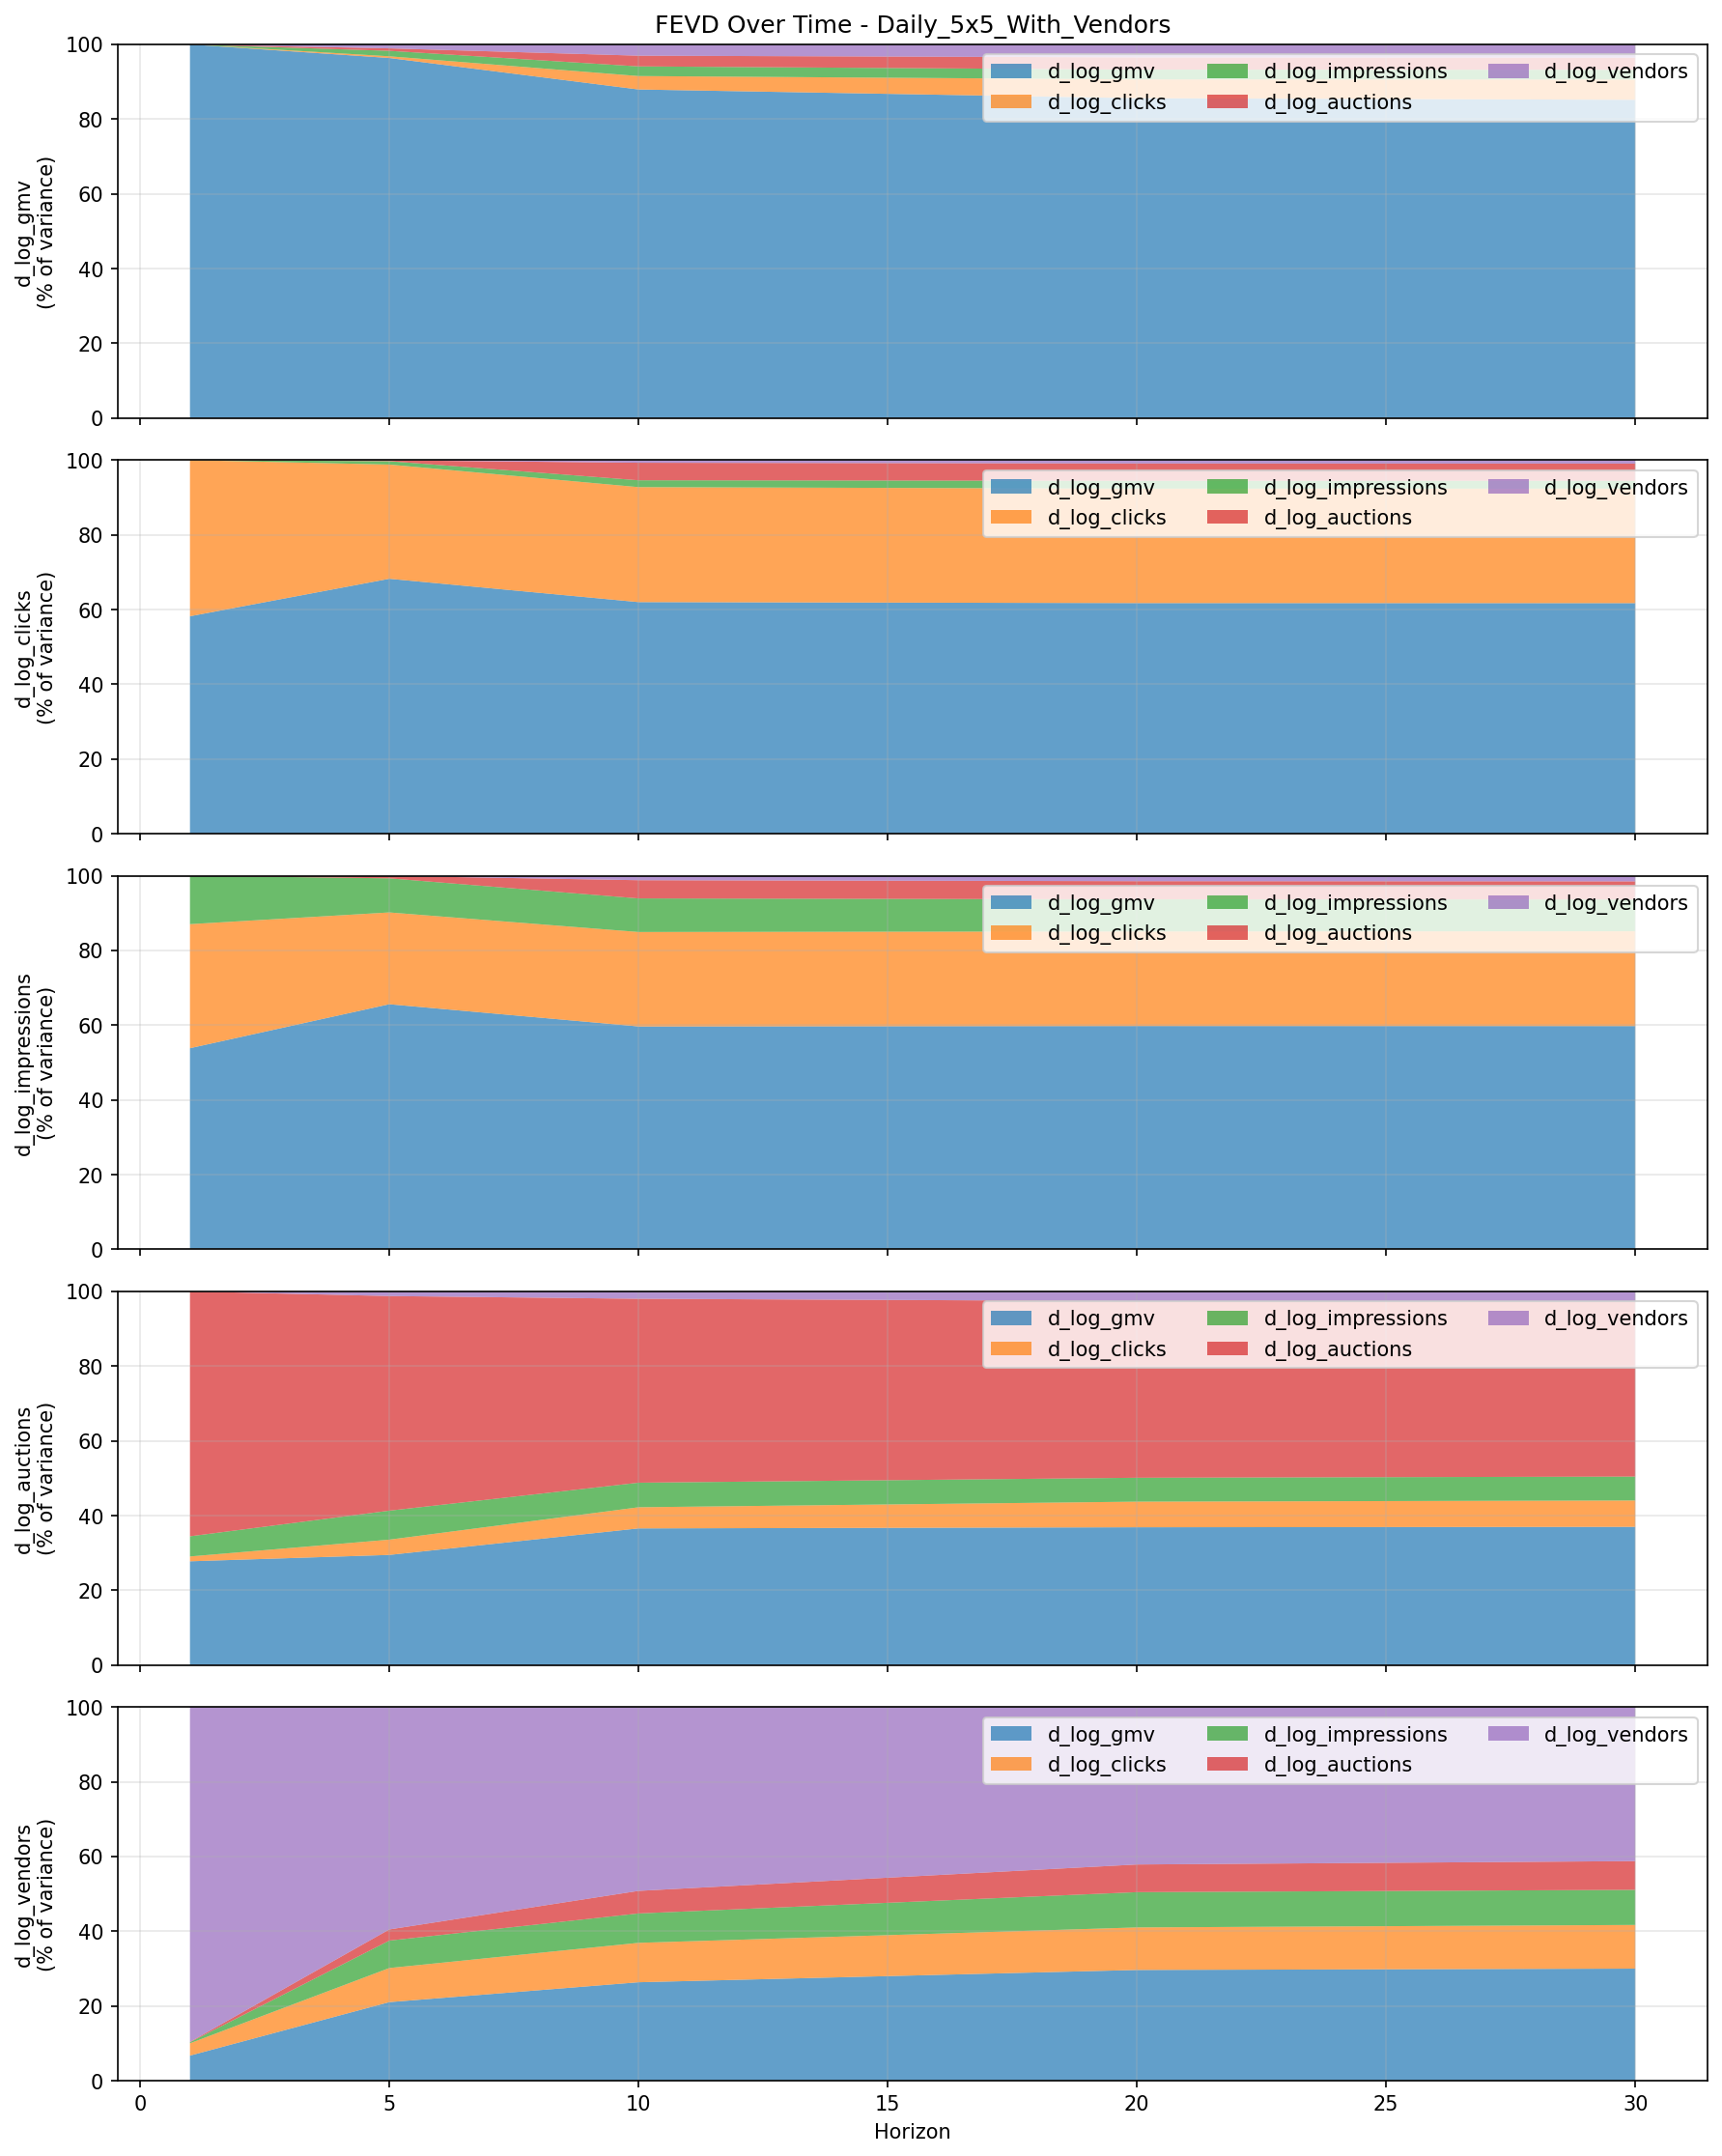 FEVD Over Time - Daily_5x5_With_Vendors
100
80
60
40
20
0
d_log_gmv
(% of variance)
d_log_gmv d_log_impressions d_log_vendors
d_log_clicks d_log_auctions
100
80
60
40
20
0
d_log_clicks
(% of variance)
d_log_gmv d_log_impressions d_log_vendors
d_log_clicks d_log_auctions
100
80
60
40
20
0
d_log_impressions
(% of variance)
d_log_gmv d_log_impressions d_log_vendors
d_log_clicks d_log_auctions
100
80
60
40
20
0
d_log_auctions
(% of variance)
d_log_gmv d_log_impressions d_log_vendors
d_log_clicks d_log_auctions
100
80
60
40
20
0
d_log_vendors
(% of variance)
d_log_gmv d_log_impressions d_log_vendors
d_log_clicks d_log_auctions
0 5 10 15 20 25 30
Horizon